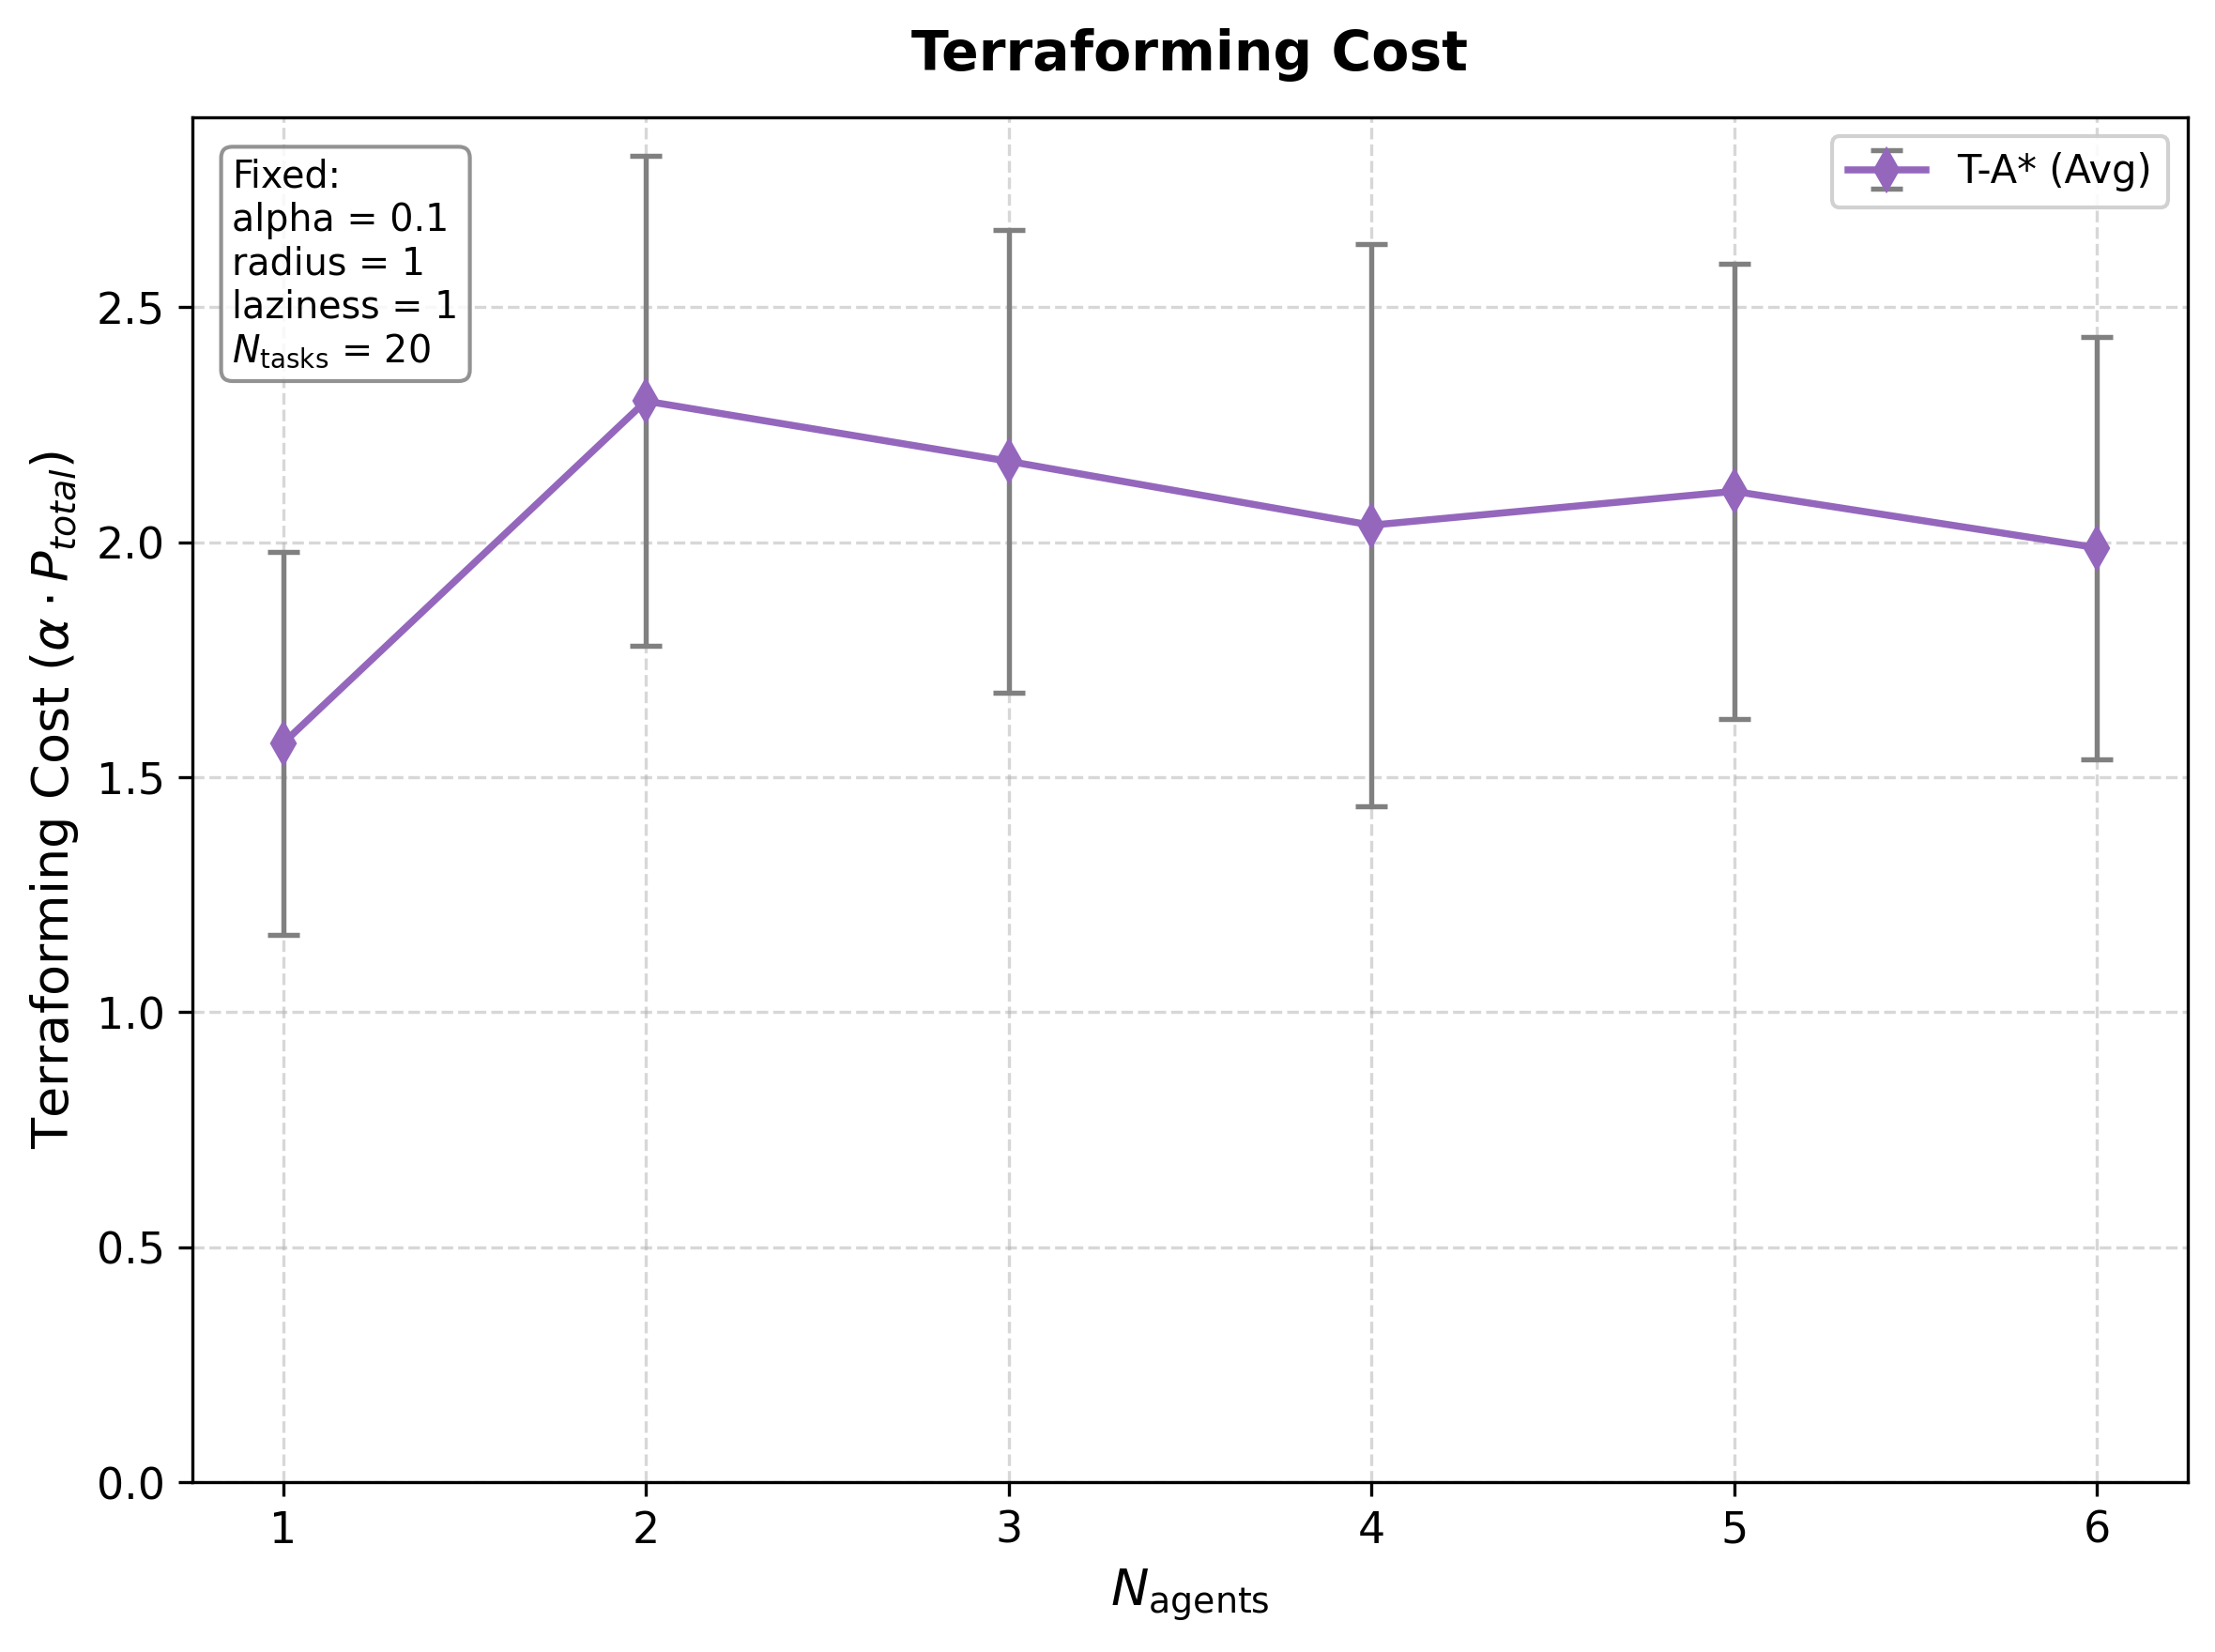 Terraforming Cost
Fixed:
alpha = 0.1
radius = 1
laziness = 1
N_tasks = 20
T-A* (Avg)
Terraforming Cost (α · P_total)
2.5
2.0
1.5
1.0
0.5
0.0
1 2 3 4 5 6
N_agents